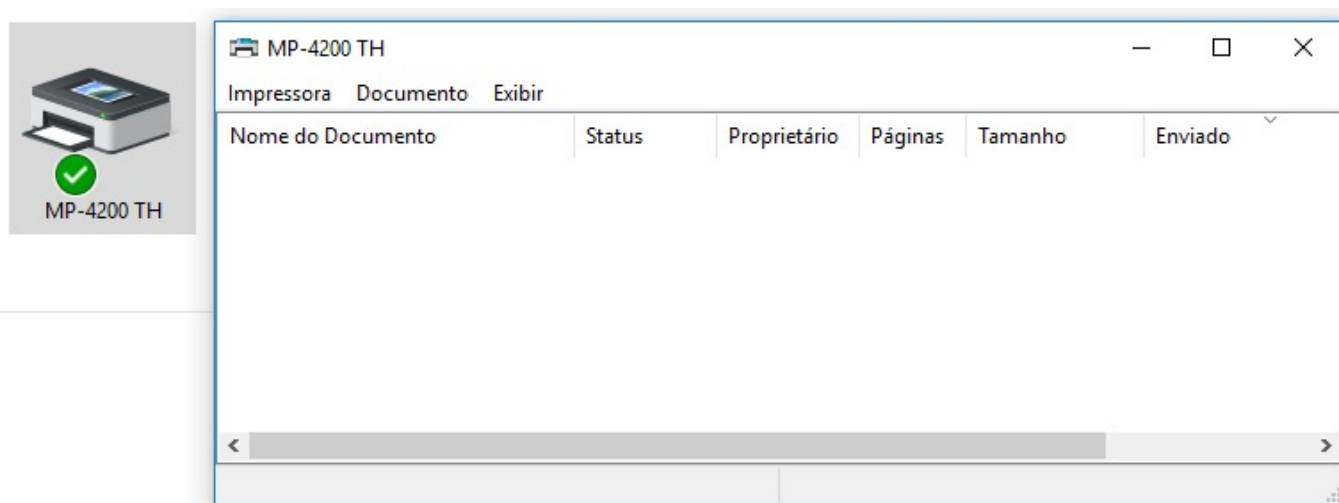 MP-4200 TH
MP-4200 TH
Impressora Documento Exibir
Nome do Documento Status Proprietário Páginas Tamanho Enviado